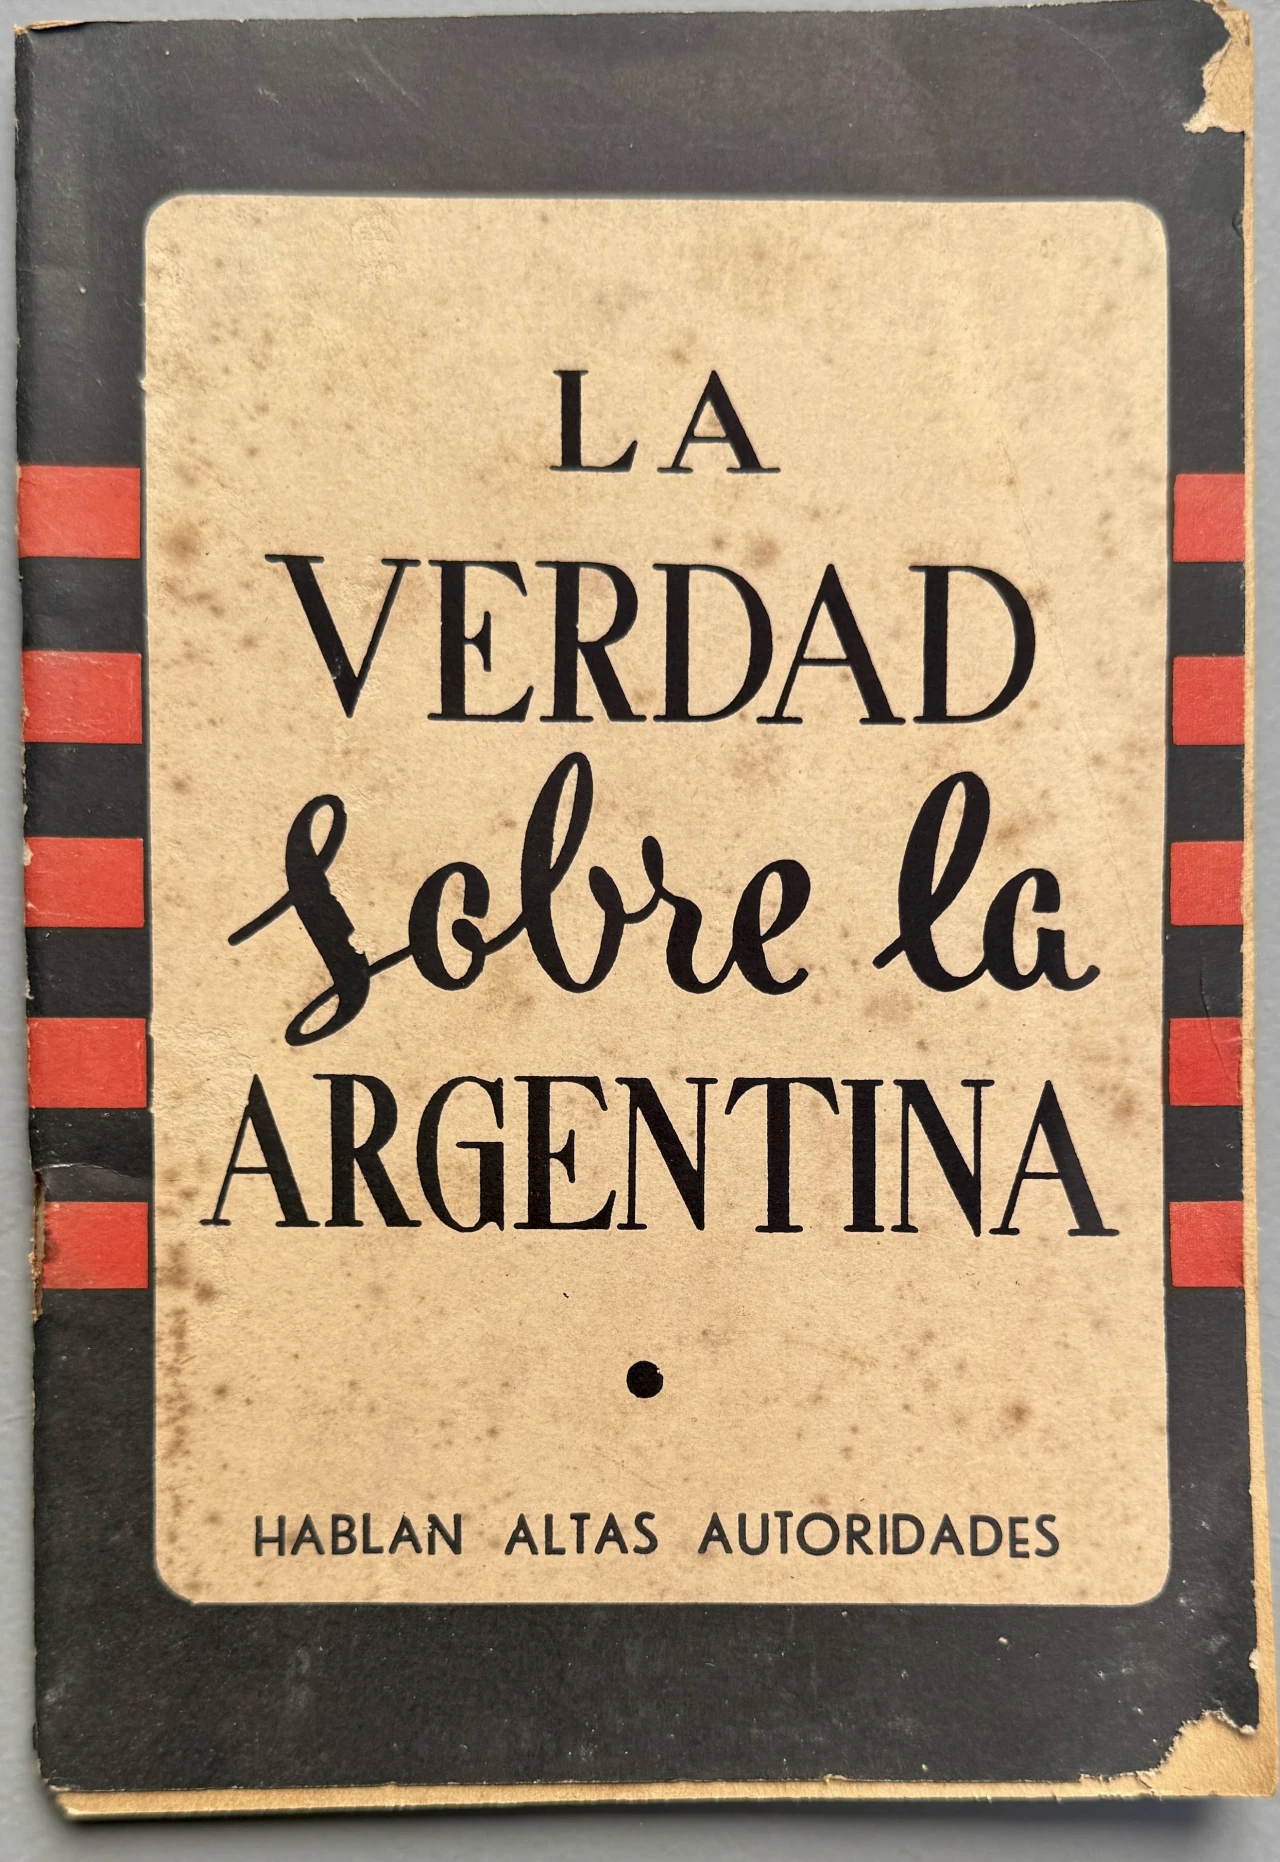 LA
VERDAD
sobre la
ARGENTINA
•
HABLAN ALTAS AUTORIDADES